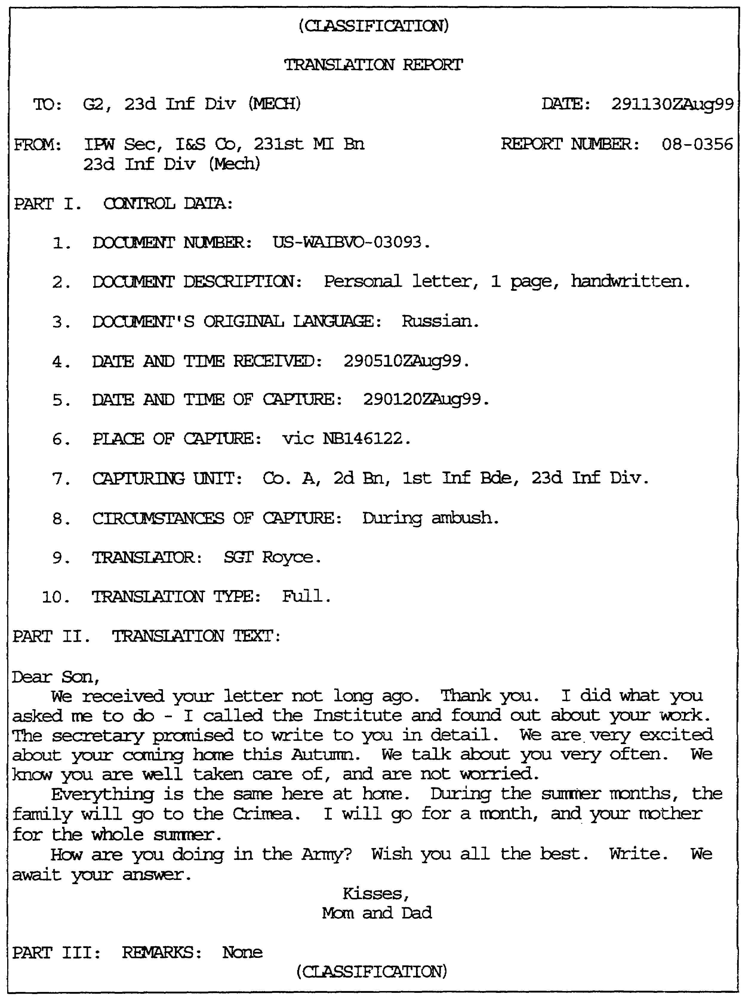 (CLASSIFICATION)
TRANSLATION REPORT
TO: G2, 23d Inf Div (MECH) DATE: 291130ZAug99
FROM: IPW Sec, I&S Co, 231st MI Bn REPORT NUMBER: 08-0356
23d Inf Div (Mech)
PART I. CONTROL DATA:
1. DOCUMENT NUMBER: US-WAIBVO-03093.
2. DOCUMENT DESCRIPTION: Personal letter, 1 page, handwritten.
3. DOCUMENT'S ORIGINAL LANGUAGE: Russian.
4. DATE AND TIME RECEIVED: 290510ZAug99.
5. DATE AND TIME OF CAPTURE: 290120ZAug99.
6. PLACE OF CAPTURE: vic NB146122.
7. CAPTURING UNIT: Co. A, 2d Bn, 1st Inf Bde, 23d Inf Div.
8. CIRCUMSTANCES OF CAPTURE: During ambush.
9. TRANSLATOR: SGT Royce.
10. TRANSLATION TYPE: Full.
PART II. TRANSLATION TEXT:
Dear Son,
We received your letter not long ago. Thank you. I did what you
asked me to do - I called the Institute and found out about your work.
The secretary promised to write to you in detail. We are very excited
about your coming home this Autumn. We talk about you very often. We
know you are well taken care of, and are not worried.
Everything is the same here at home. During the summer months, the
family will go to the Crimea. I will go for a month, and your mother
for the whole summer.
How are you doing in the Army? Wish you all the best. Write. We
await your answer.
Kisses,
Mom and Dad
PART III: REMARKS: None
(CLASSIFICATION)